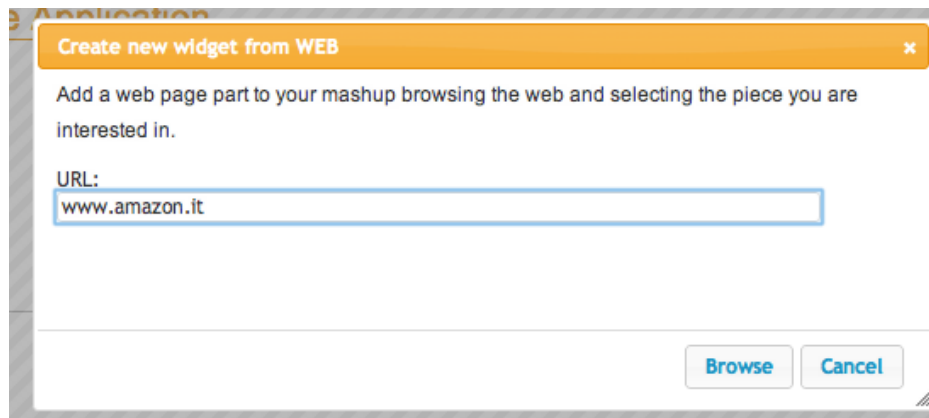 e Application
Create new widget from WEB
Add a web page part to your mashup browsing the web and selecting the piece you are
interested in.
URL:
www.amazon.it
Browse Cancel